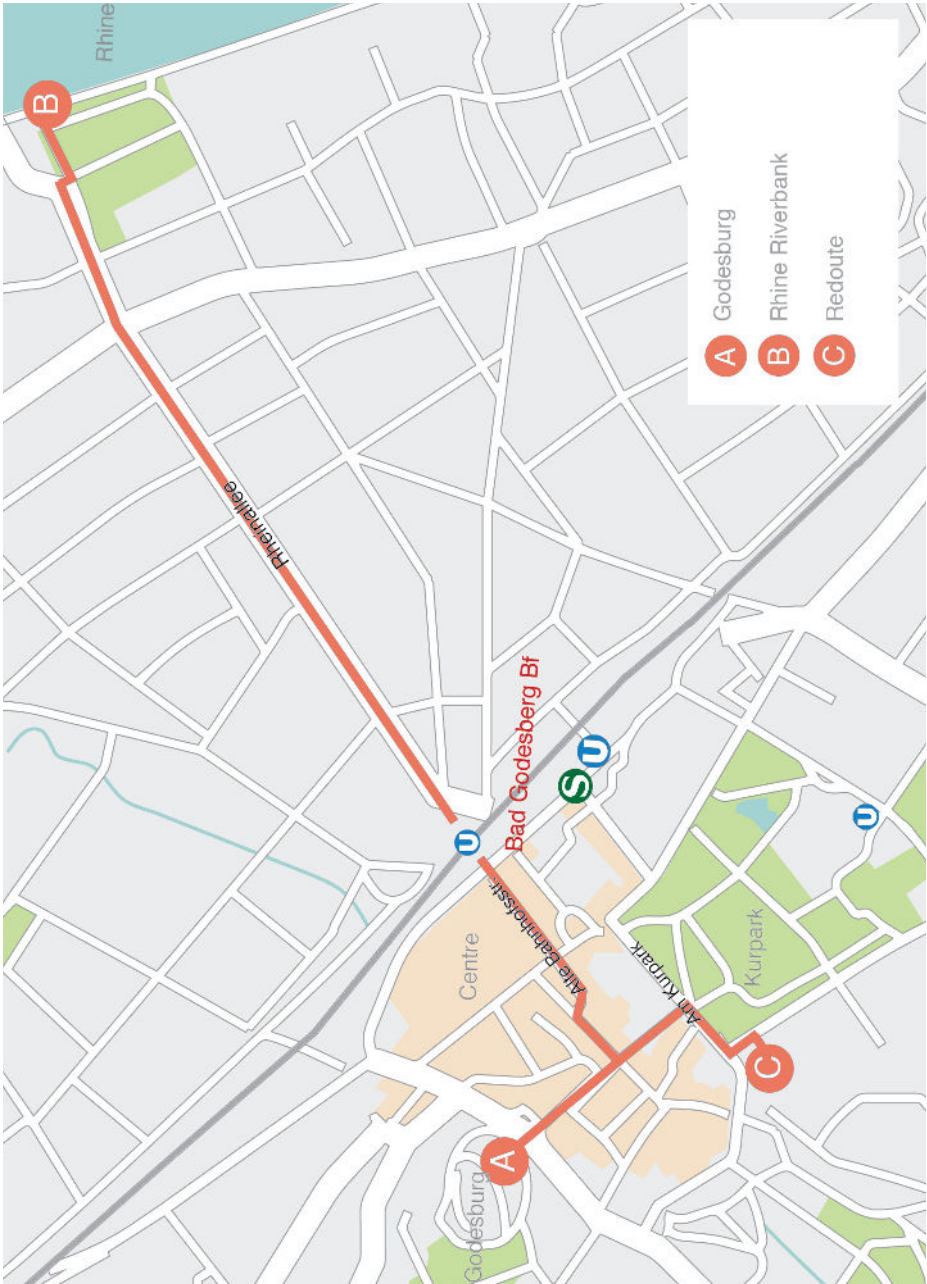 Rhine
B
Rheinallee
U
Bad Godesberg Bf
S
U
Alte Bahnhofsstr.
Centre
Am Kurpark
Kurpark
U
A
Godesburg
C
A Godesburg
B Rhine Riverbank
C Redoute